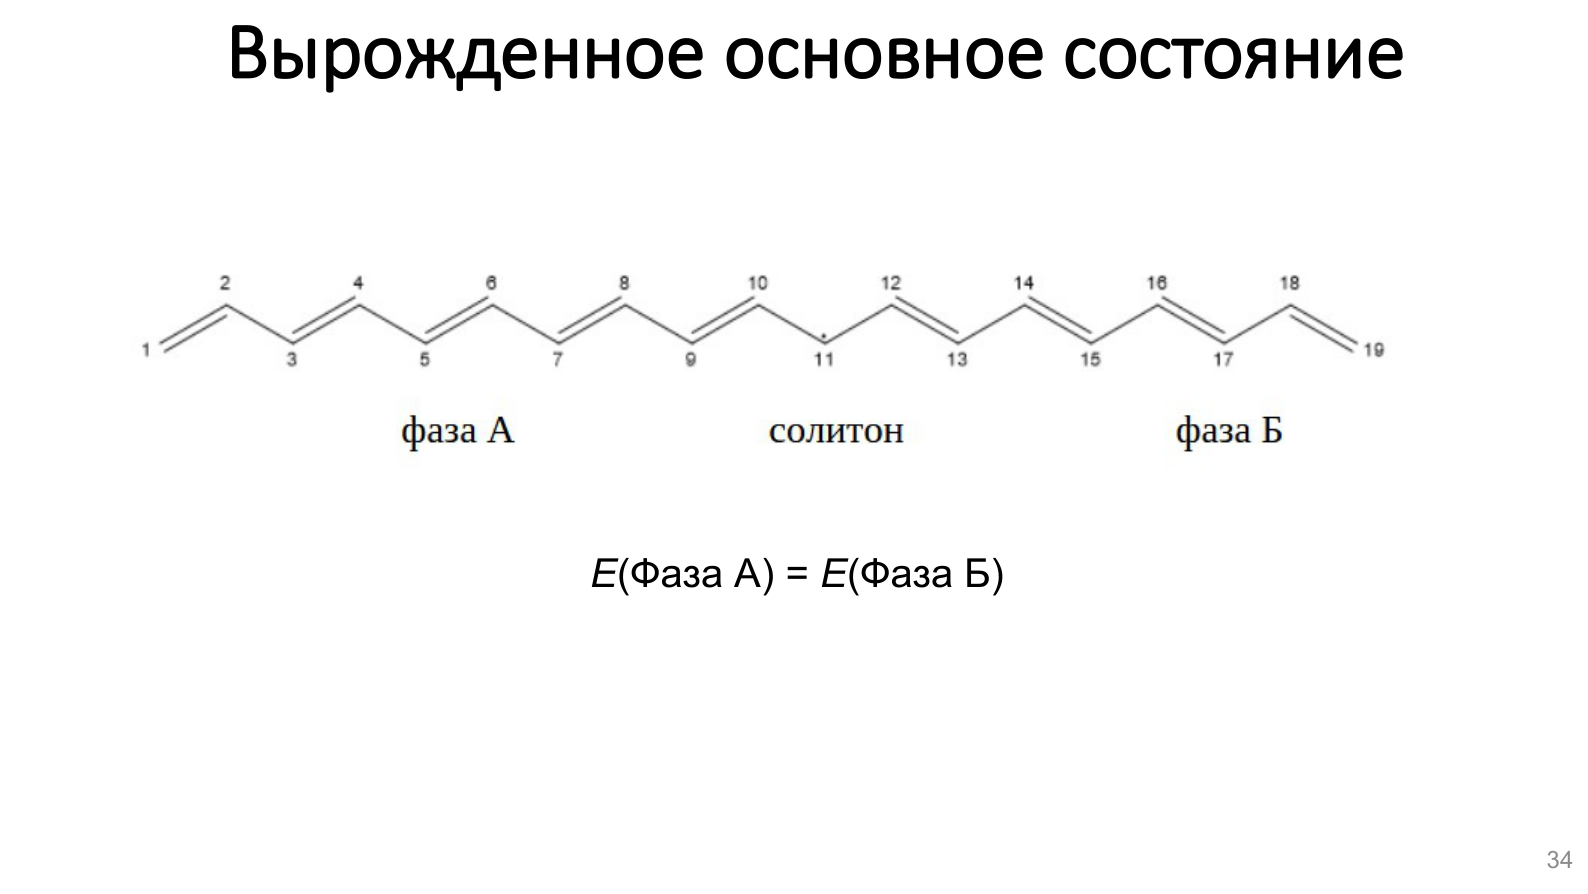 Вырожденное основное состояние
2 4 6 8 10 12 14 16 18
1 3 5 7 9 11 13 15 17 19
фаза А солитон фаза Б
E(Фаза А) = E(Фаза Б)
34